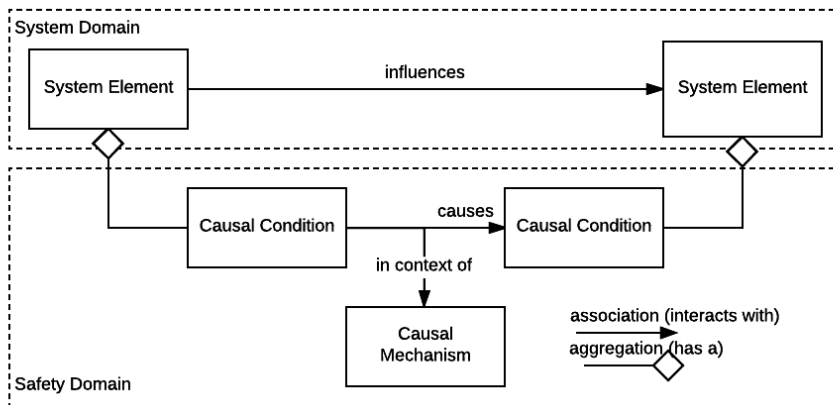 System Domain
System Element
influences
System Element
Causal Condition
causes
Causal Condition
in context of
Causal
Mechanism
association (interacts with)
aggregation (has a)
Safety Domain